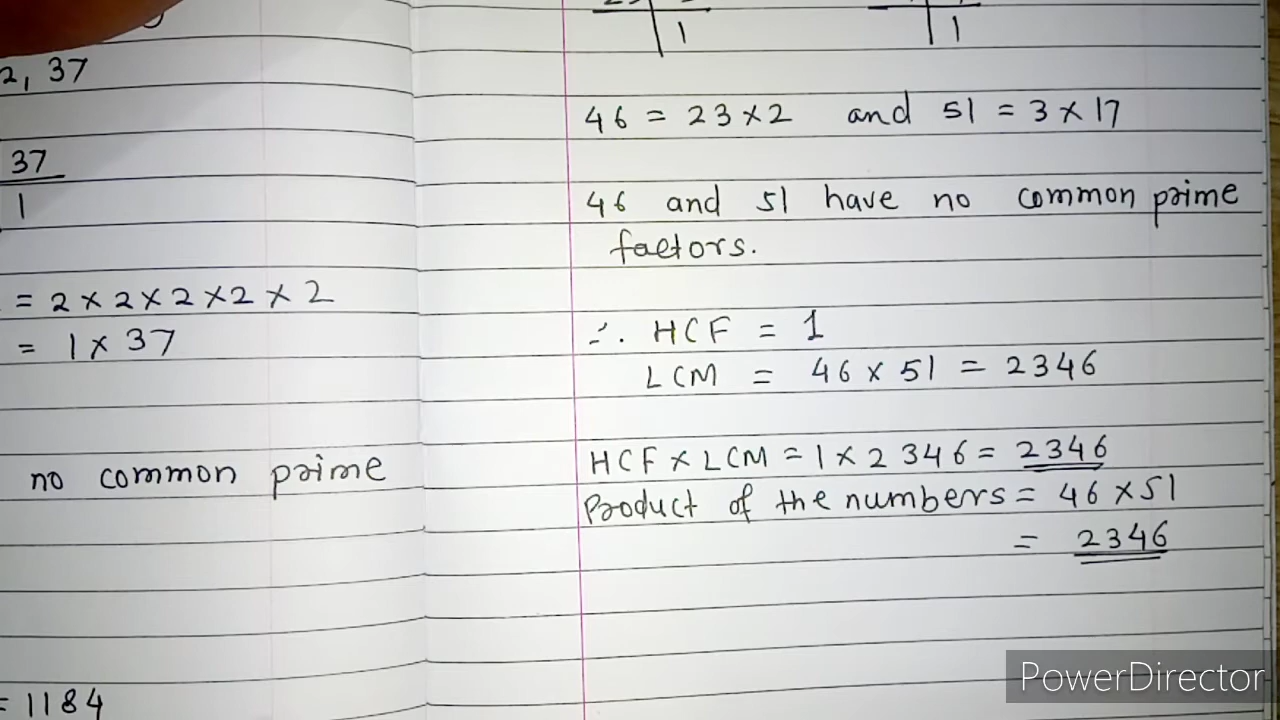 2, 37
37
1
= 2 × 2 × 2 × 2 × 2
= 1 × 37
no common prime
= 1184
1 1
46 = 23 × 2 and 51 = 3 × 17
46 and 51 have no common prime
factors.
∴ HCF = 1
LCM = 46 × 51 = 2346
HCF × LCM = 1 × 2346 = 2346
Product of the numbers = 46 × 51
= 2346
PowerDirector